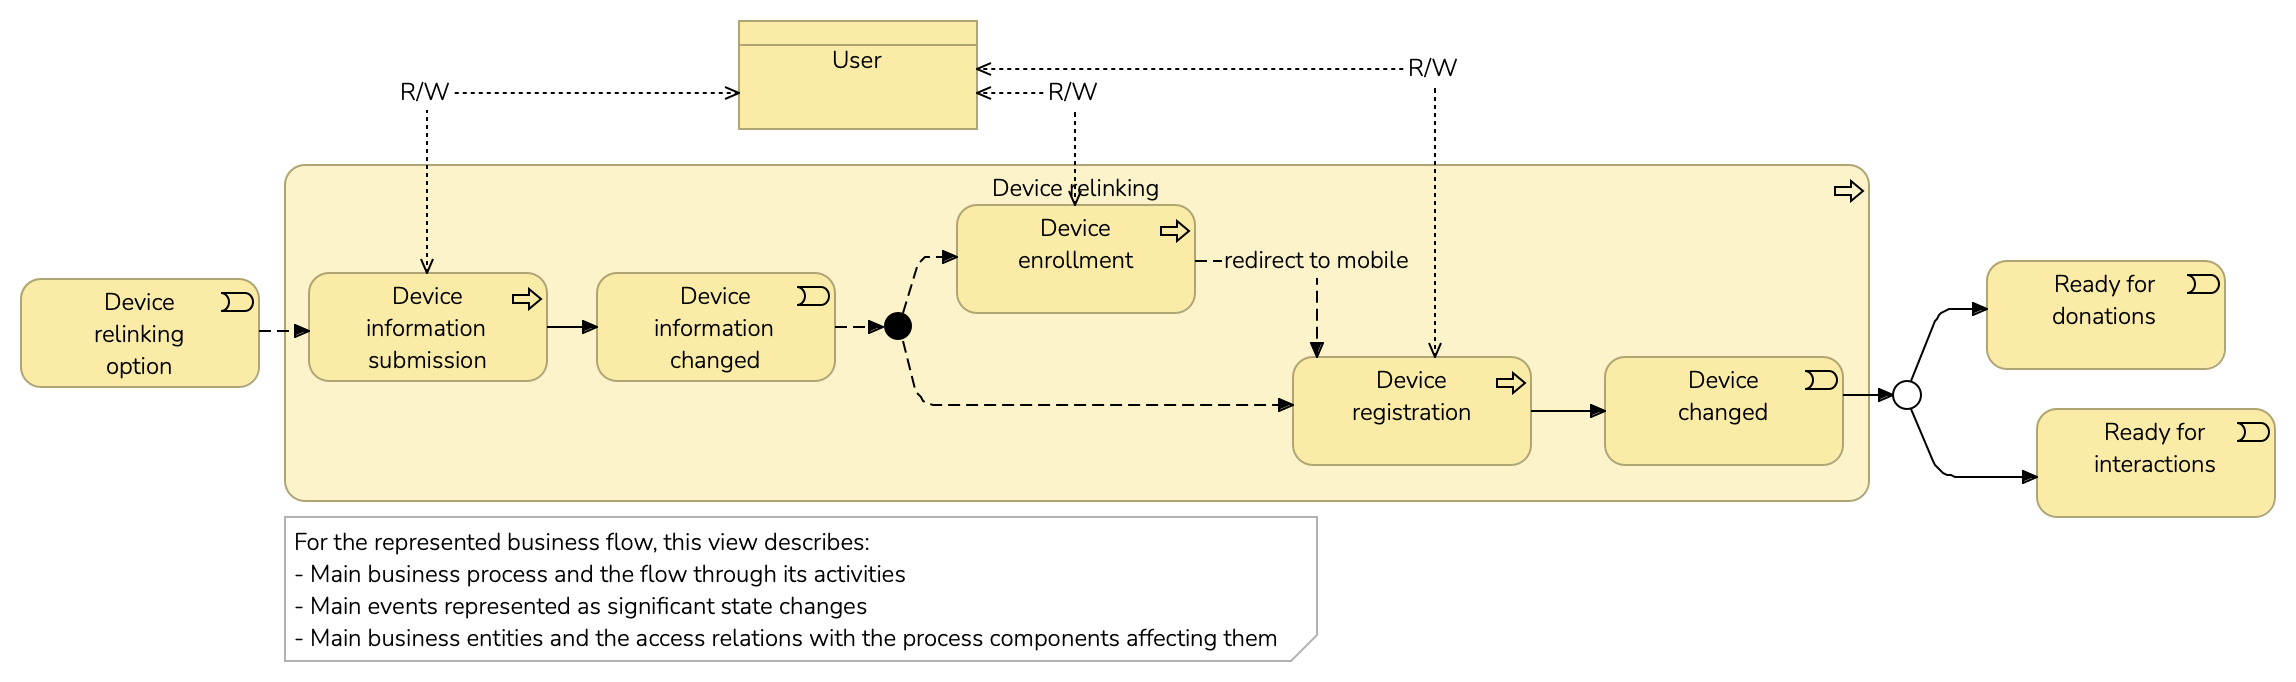 User
R/W
R/W
R/W
Device relinking
Device
relinking
option
Device
information
submission
Device
information
changed
Device
enrollment
redirect to mobile
Device
registration
Device
changed
Ready for
donations
Ready for
interactions
For the represented business flow, this view describes:
- Main business process and the flow through its activities
- Main events represented as significant state changes
- Main business entities and the access relations with the process components affecting them